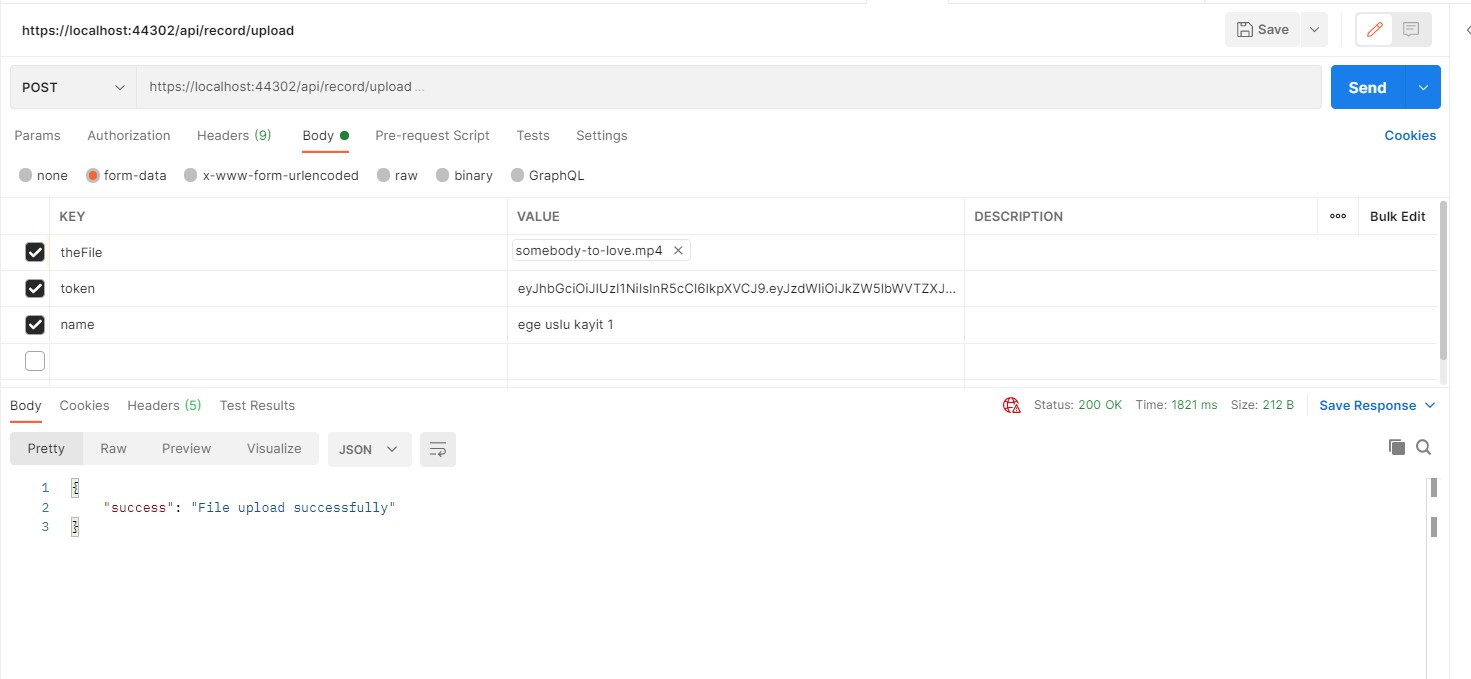 https://localhost:44302/api/record/upload
Save
POST
https://localhost:44302/api/record/upload ...
Send
Params Authorization Headers (9) Body Pre-request Script Tests Settings Cookies
none form-data x-www-form-urlencoded raw binary GraphQL
KEY VALUE DESCRIPTION ooo Bulk Edit
theFile somebody-to-love.mp4 ×
token eyJhbGciOiJIUzI1NiIsInR5cCI6IkpXVCJ9.eyJzdWIiOiJkZW5lbWVTZXJ...
name ege uslu kayit 1
Body Cookies Headers (5) Test Results Status: 200 OK Time: 1821 ms Size: 212 B Save Response
Pretty Raw Preview Visualize JSON
1 {
2 "success": "File upload successfully"
3 }